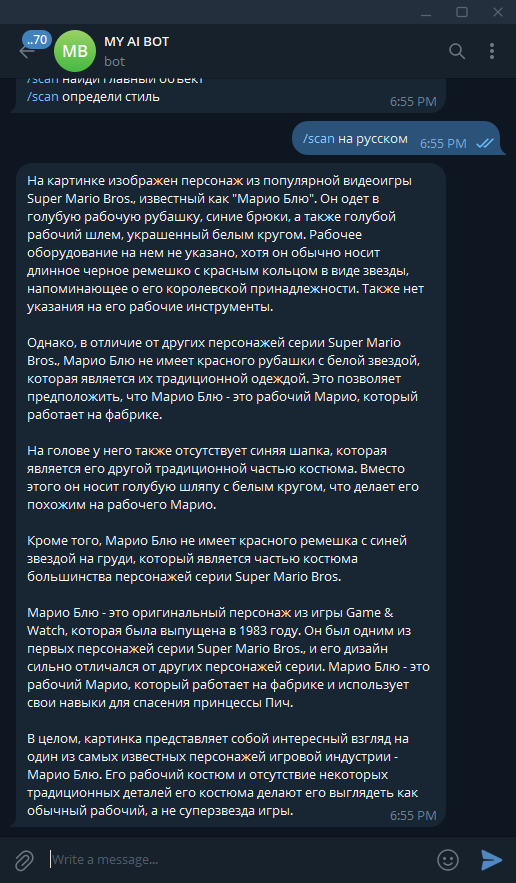 ..70
MB
MY AI BOT
bot
/scan найди главный объект
/scan определи стиль
6:55 PM
/scan на русском 6:55 PM
На картинке изображен персонаж из популярной видеоигры
Super Mario Bros., известный как "Марио Блю". Он одет в
голубую рабочую рубашку, синие брюки, а также голубой
рабочий шлем, украшенный белым кругом. Рабочее
оборудование на нем не указано, хотя он обычно носит
длинное черное ремешко с красным кольцом в виде звезды,
напоминающее о его королевской принадлежности. Также нет
указания на его рабочие инструменты.
Однако, в отличие от других персонажей серии Super Mario
Bros., Марио Блю не имеет красного рубашки с белой звездой,
которая является их традиционной одеждой. Это позволяет
предположить, что Марио Блю - это рабочий Марио, который
работает на фабрике.
На голове у него также отсутствует синяя шапка, которая
является его другой традиционной частью костюма. Вместо
этого он носит голубую шляпу с белым кругом, что делает его
похожим на рабочего Марио.
Кроме того, Марио Блю не имеет красного ремешка с синей
звездой на груди, который является частью костюма
большинства персонажей серии Super Mario Bros.
Марио Блю - это оригинальный персонаж из игры Game &
Watch, которая была выпущена в 1983 году. Он был одним из
первых персонажей серии Super Mario Bros., и его дизайн
сильно отличался от других персонажей серии. Марио Блю - это
рабочий Марио, который работает на фабрике и использует
свои навыки для спасения принцессы Пич.
В целом, картинка представляет собой интересный взгляд на
один из самых известных персонажей игровой индустрии -
Марио Блю. Его рабочий костюм и отсутствие некоторых
традиционных деталей его костюма делают его выглядеть как
обычный рабочий, а не суперзвезда игры.
6:55 PM
Write a message...